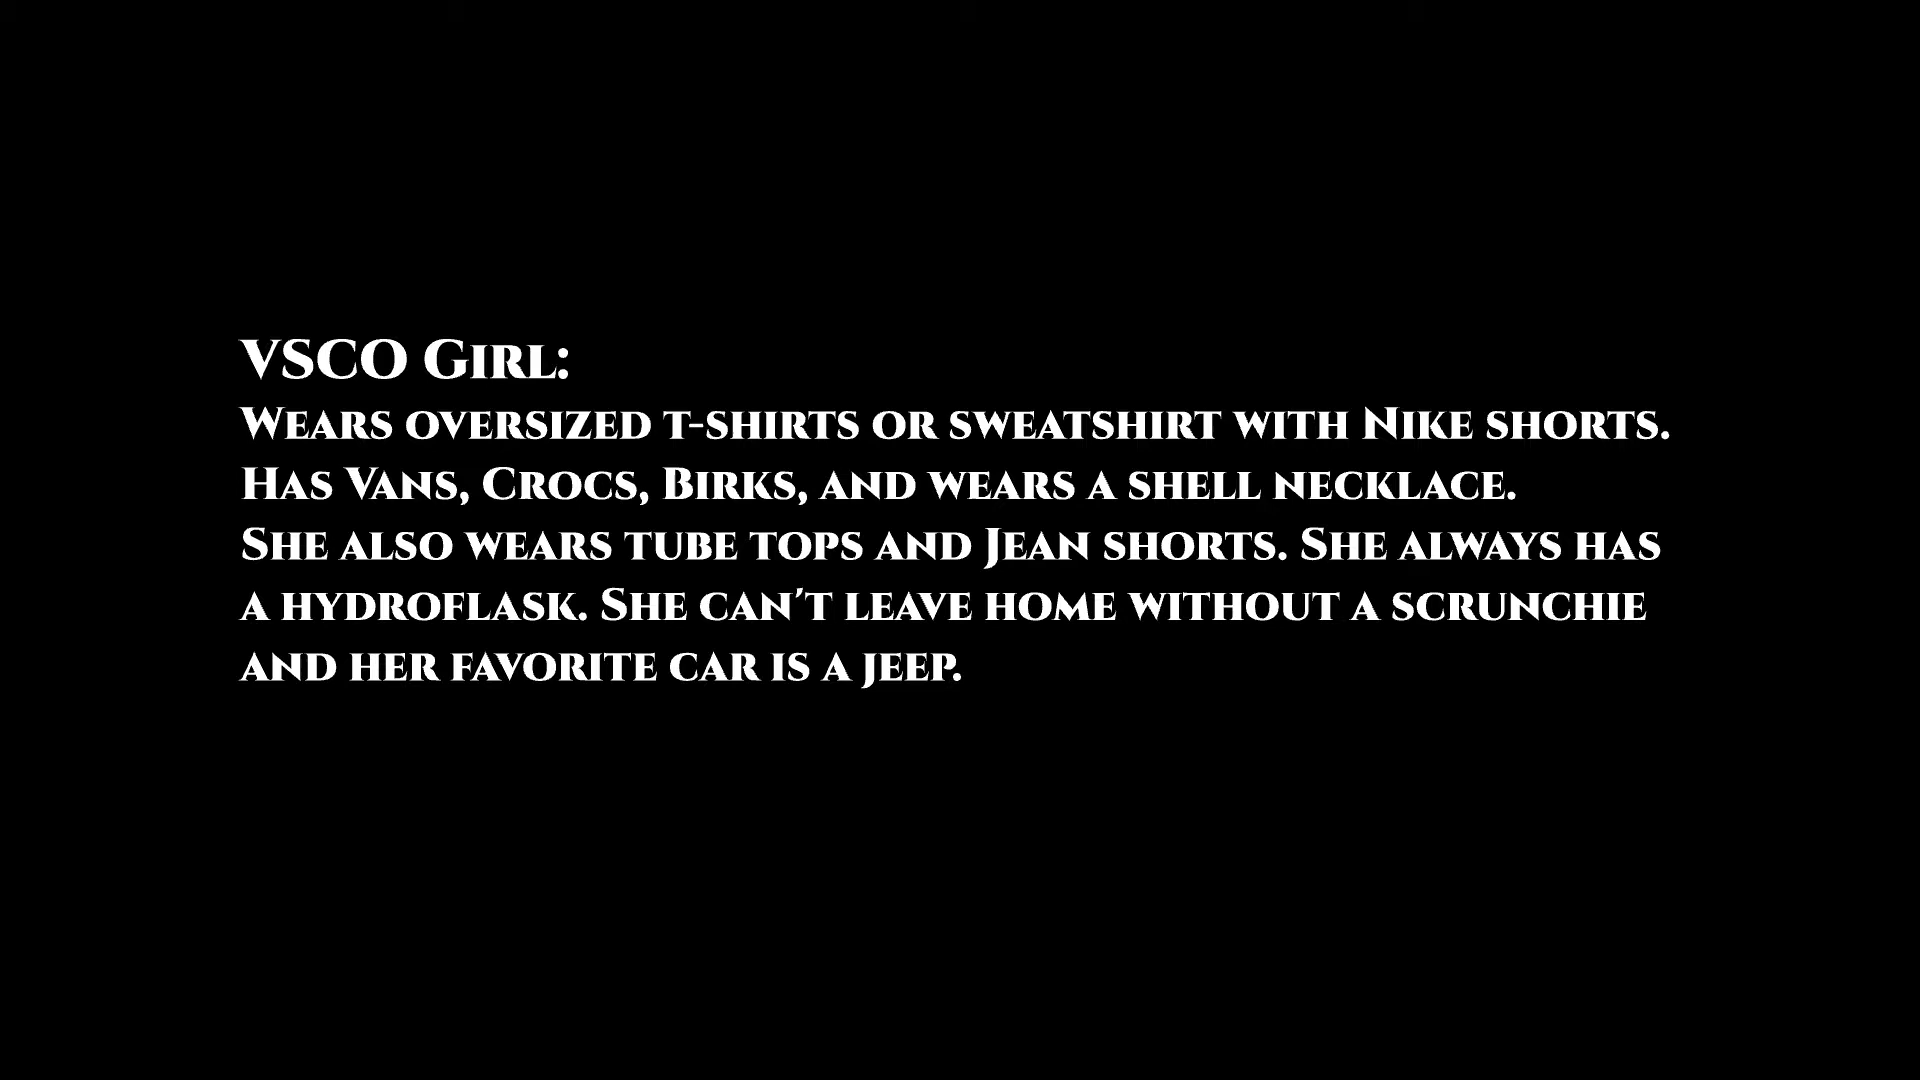 VSCO Girl:
Wears oversized t-shirts or sweatshirt with Nike shorts.
Has Vans, Crocs, Birks, and wears a shell necklace.
She also wears tube tops and Jean shorts. She always has
a hydroflask. She can't leave home without a scrunchie
and her favorite car is a jeep.